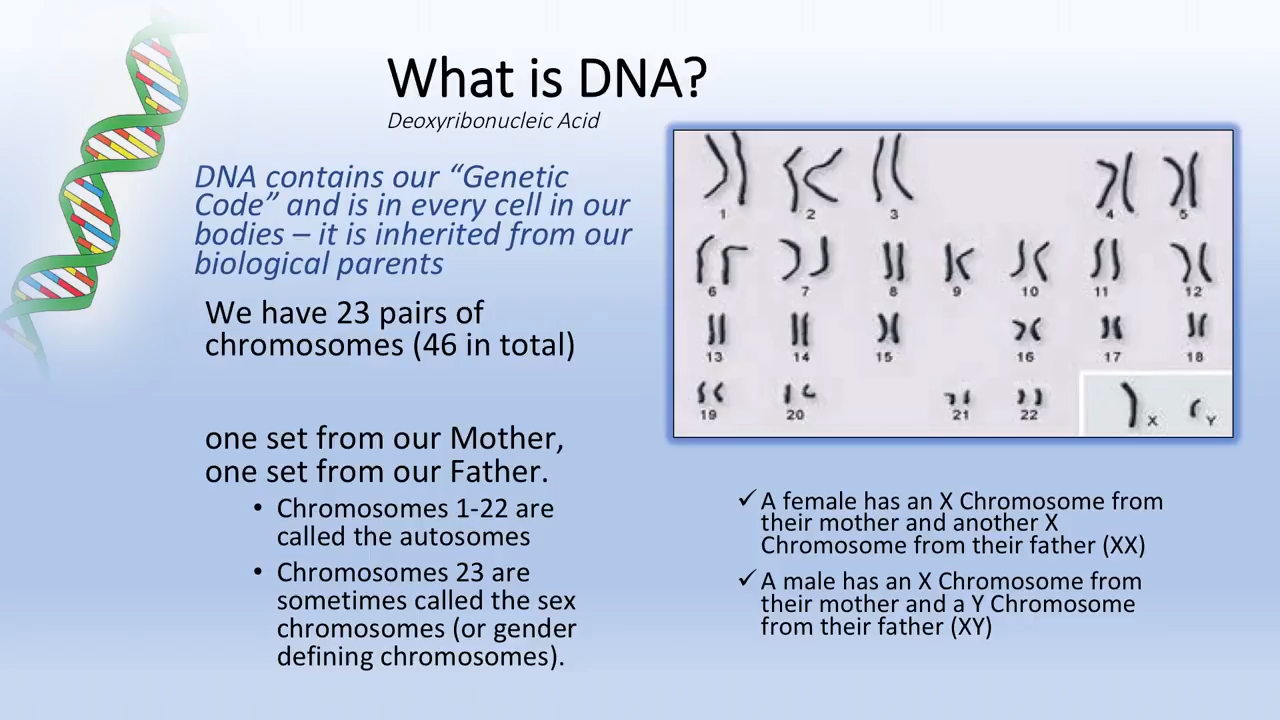 What is DNA?
Deoxyribonucleic Acid
DNA contains our “Genetic
Code” and is in every cell in our
bodies – it is inherited from our
biological parents
We have 23 pairs of
chromosomes (46 in total)
one set from our Mother,
one set from our Father.
• Chromosomes 1-22 are
called the autosomes
• Chromosomes 23 are
sometimes called the sex
chromosomes (or gender
defining chromosomes).
1 2 3 4 5
6 7 8 9 10 11 12
13 14 15 16 17 18
19 20 21 22 X Y
✓ A female has an X Chromosome from
their mother and another X
Chromosome from their father (XX)
✓ A male has an X Chromosome from
their mother and a Y Chromosome
from their father (XY)